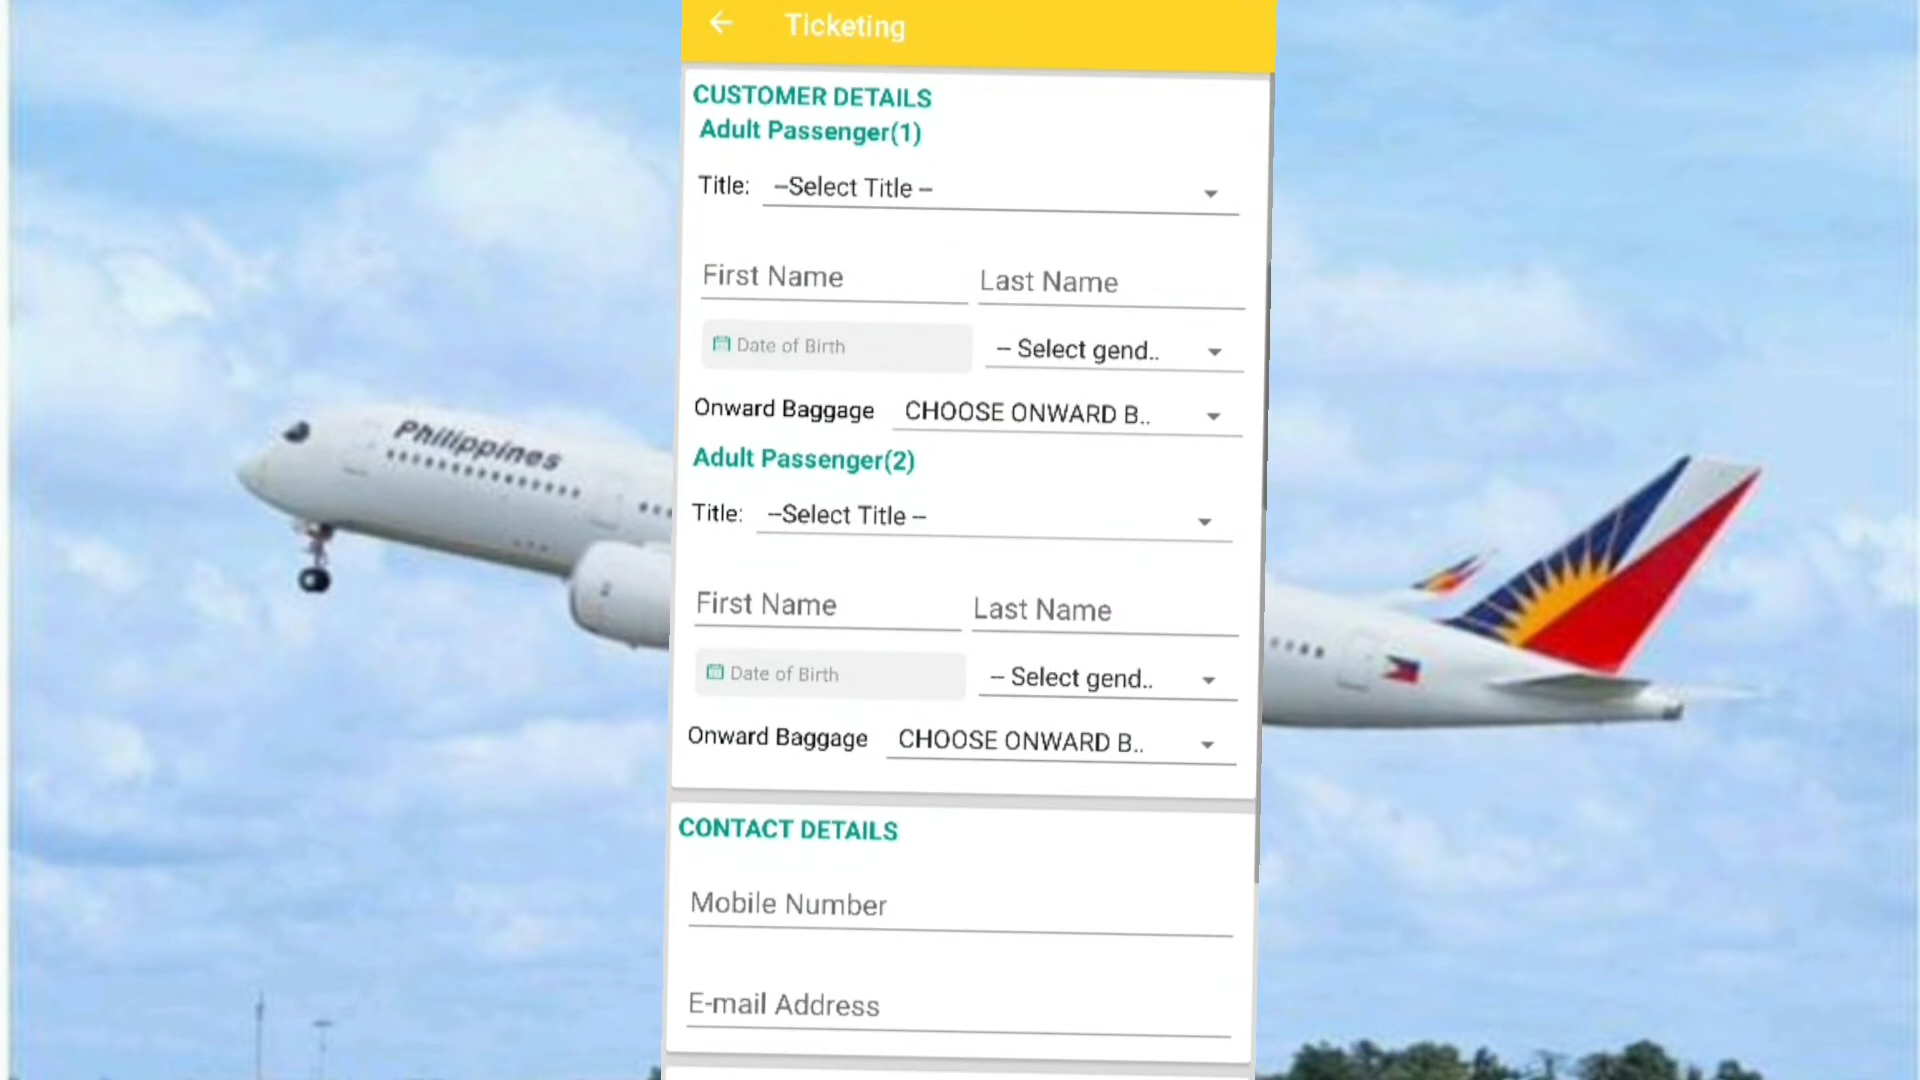 Ticketing
CUSTOMER DETAILS
Adult Passenger(1)
Title: --Select Title --
First Name Last Name
Date of Birth -- Select gend..
Onward Baggage CHOOSE ONWARD B..
Adult Passenger(2)
Title: --Select Title --
First Name Last Name
Date of Birth -- Select gend..
Onward Baggage CHOOSE ONWARD B..
CONTACT DETAILS
Mobile Number
E-mail Address
Philippines